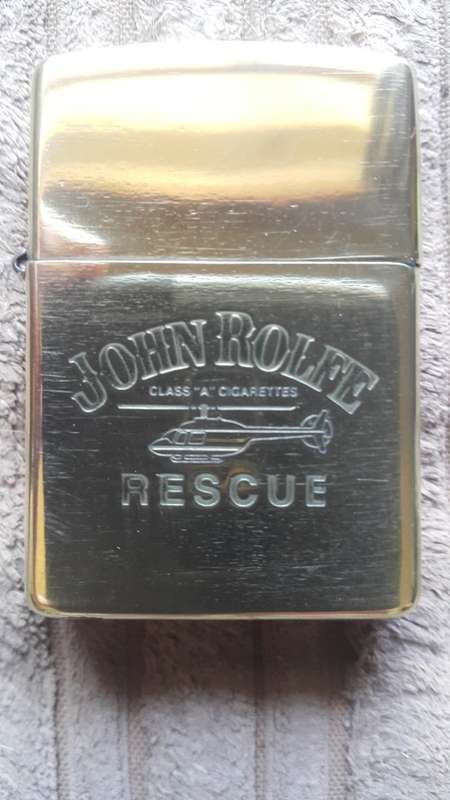 JOHN ROLFE
CLASS "A" CIGARETTES
RESCUE